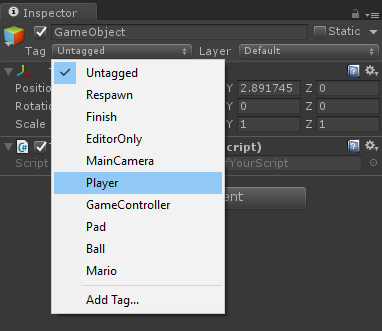 Inspector
GameObject
Static
Tag Untagged Layer Default
Untagged
Respawn
Finish
EditorOnly
MainCamera
Player
GameController
Pad
Ball
Mario
Add Tag...
Positio
Y 2.891745 Z 0
Rotatio
Y 0 Z 0
Scale
Y 1 Z 1
cript)
Script
fYourScript
ent